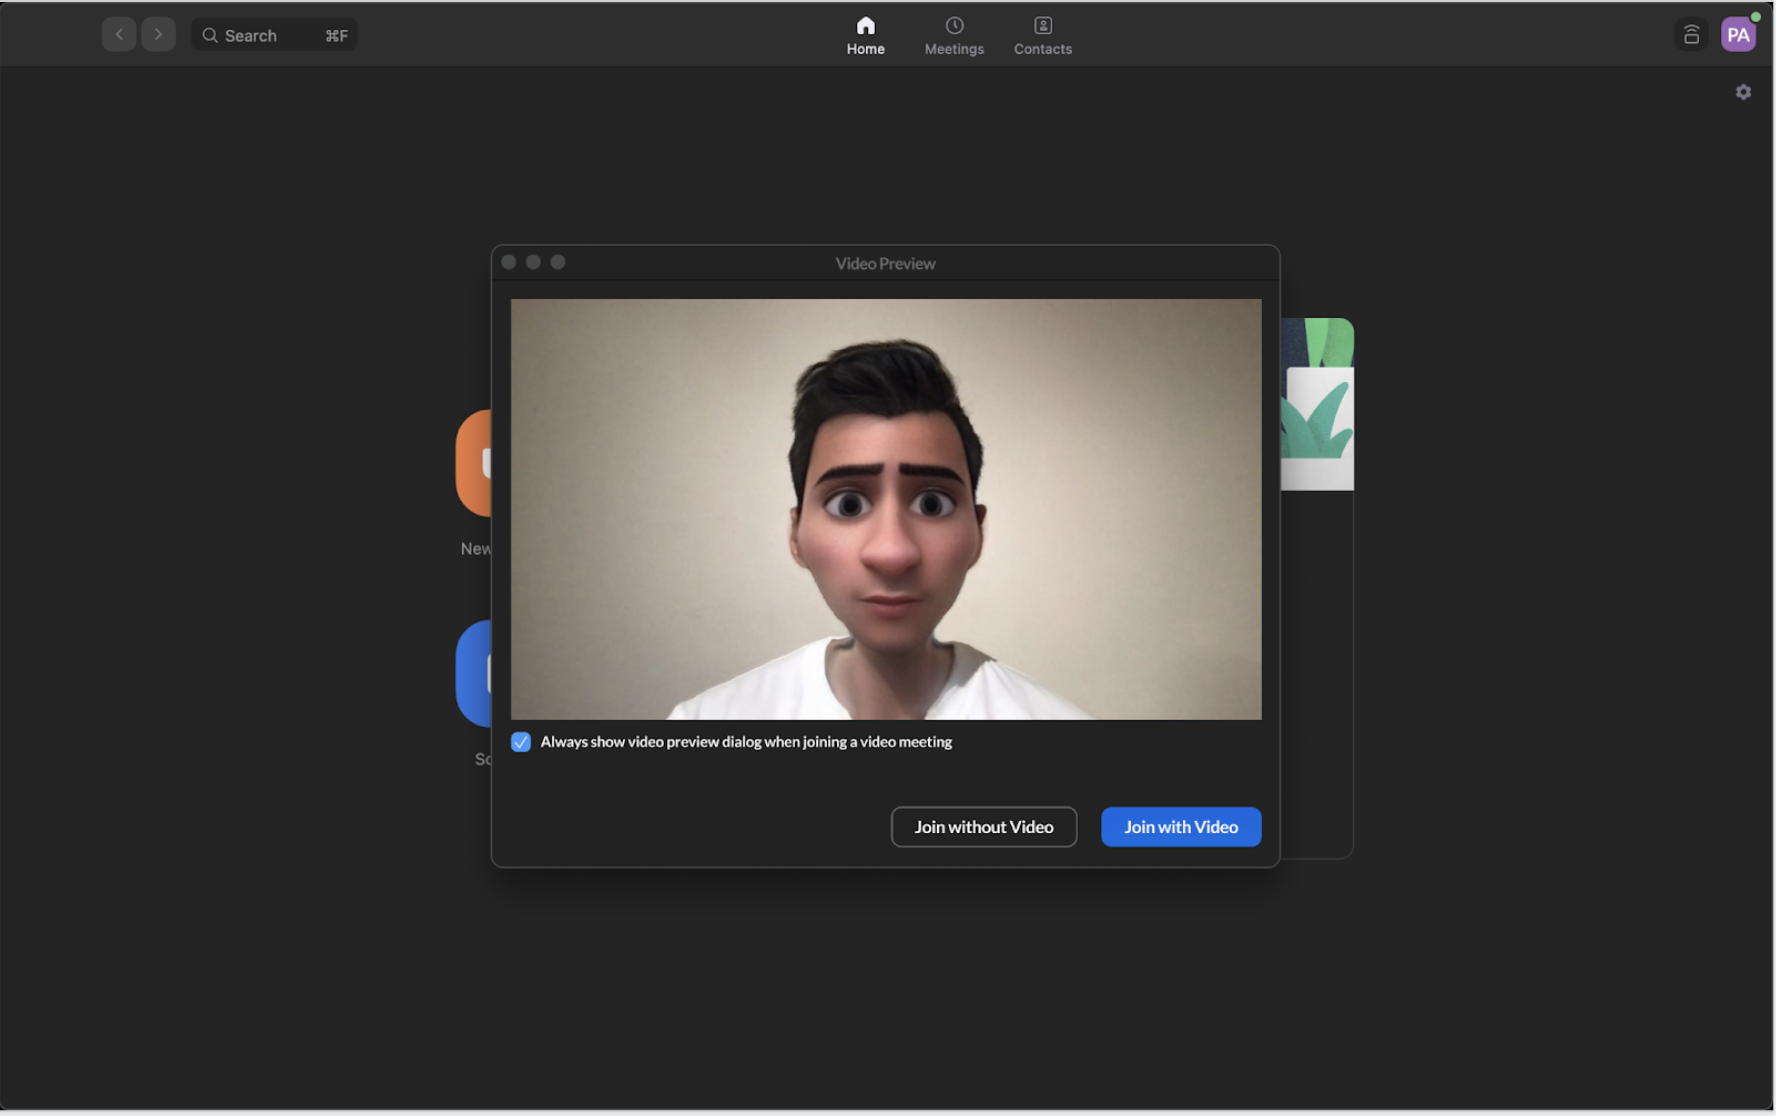 Search ⌘F
Home
Meetings
Contacts
PA
Video Preview
New
Sc
Always show video preview dialog when joining a video meeting
Join without Video
Join with Video